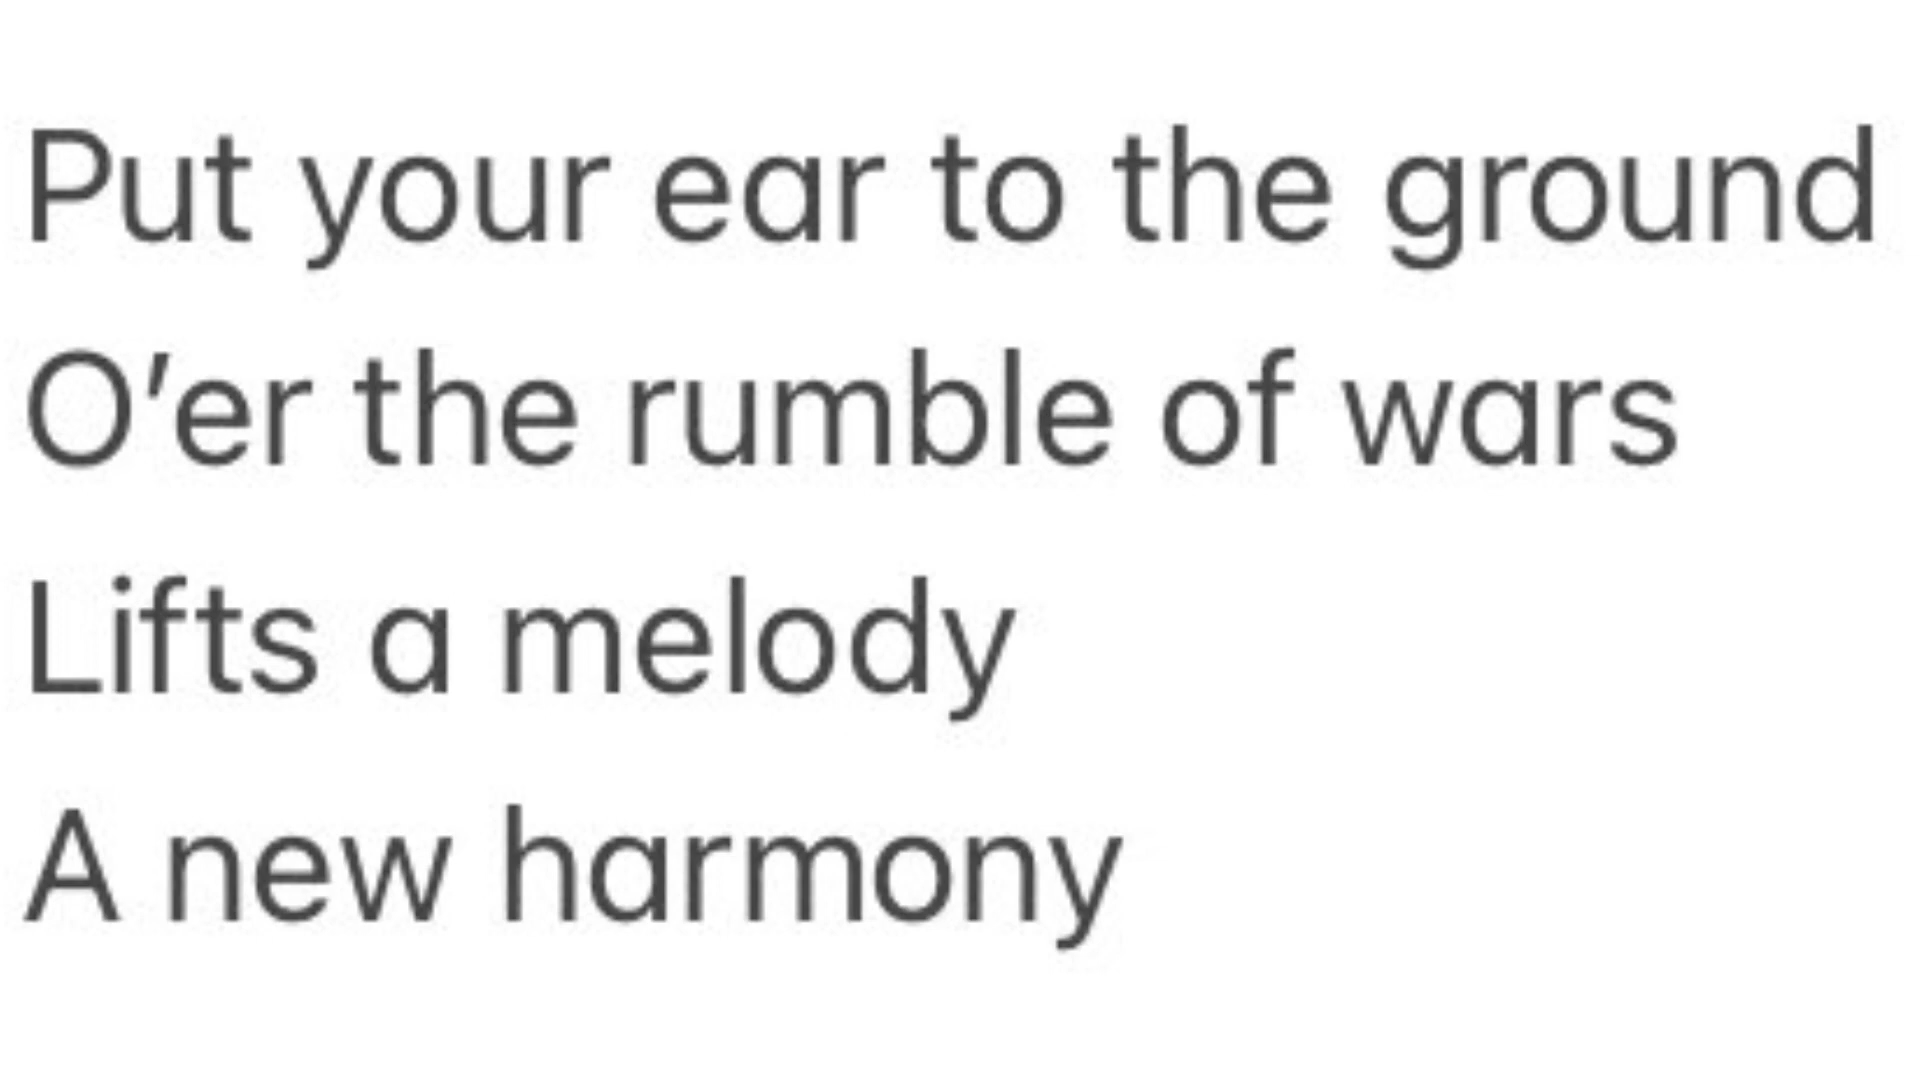 Put your ear to the ground
O'er the rumble of wars
Lifts a melody
A new harmony